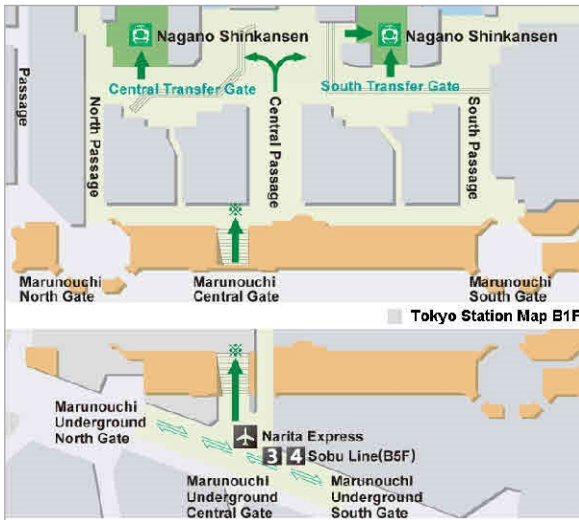 Nagano Shinkansen
Nagano Shinkansen
Central Transfer Gate
South Transfer Gate
Passage
North Passage
Central Passage
South Passage
Marunouchi
North Gate
Marunouchi
Central Gate
Marunouchi
South Gate
Tokyo Station Map B1F
Marunouchi
Underground
North Gate
Narita Express
3 4 Sobu Line(B5F)
Marunouchi
Underground
Central Gate
Marunouchi
Underground
South Gate